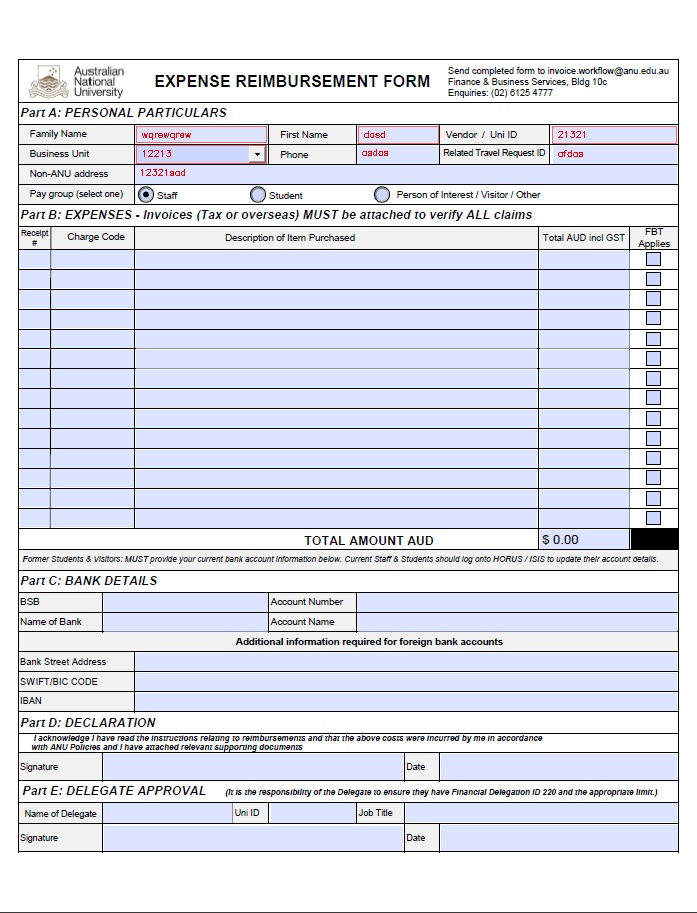 Australian
National
University
EXPENSE REIMBURSEMENT FORM
Send completed form to invoice.workflow@anu.edu.au
Finance & Business Services, Bldg 10c
Enquiries: (02) 6125 4777
Part A: PERSONAL PARTICULARS
Family Name wqrewqrew First Name dasd Vendor / Uni ID 21321
Business Unit 12213 Phone asdas Related Travel Request ID afdas
Non-ANU address 12321sad
Pay group (select one) Staff Student Person of Interest / Visitor / Other
Part B: EXPENSES - Invoices (Tax or overseas) MUST be attached to verify ALL claims
Receipt # Charge Code Description of Item Purchased Total AUD incl GST FBT Applies
TOTAL AMOUNT AUD $ 0.00
Former Students & Visitors: MUST provide your current bank account information below. Current Staff & Students should log onto HORUS / ISIS to update their account details.
Part C: BANK DETAILS
BSB Account Number
Name of Bank Account Name
Additional information required for foreign bank accounts
Bank Street Address
SWIFT/BIC CODE
IBAN
Part D: DECLARATION
I acknowledge I have read the instructions relating to reimbursements and that the above costs were incurred by me in accordance
with ANU Policies and I have attached relevant supporting documents
Signature Date
Part E: DELEGATE APPROVAL (It is the responsibility of the Delegate to ensure they have Financial Delegation ID 220 and the appropriate limit.)
Name of Delegate Uni ID Job Title
Signature Date